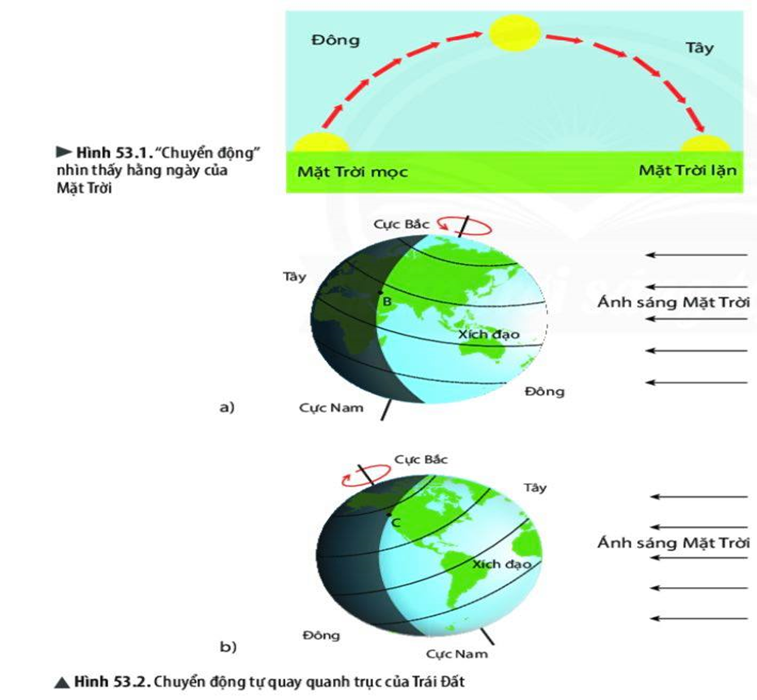 Đông
Tây
► Hình 53.1. “Chuyển động”
nhìn thấy hằng ngày của
Mặt Trời
Mặt Trời mọc
Mặt Trời lặn
Cực Bắc
Tây
B
Ánh sáng Mặt Trời
Xích đạo
Đông
a)
Cực Nam
Cực Bắc
Tây
C
Ánh sáng Mặt Trời
Xích đạo
Đông
b)
Cực Nam
▲ Hình 53.2. Chuyển động tự quay quanh trục của Trái Đất